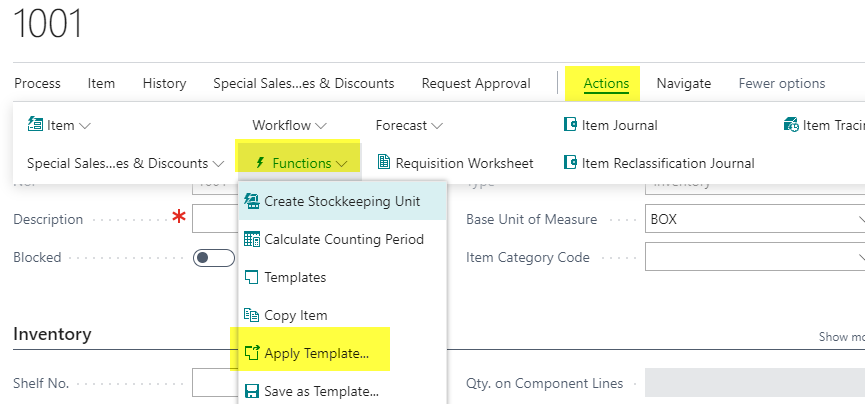 1001
Process Item History Special Sales...es & Discounts Request Approval Actions Navigate Fewer options
Item Workflow Forecast Item Journal Item Traci
Special Sales...es & Discounts Functions Requisition Worksheet Item Reclassification Journal
Create Stockkeeping Unit
Description * Base Unit of Measure BOX
Calculate Counting Period
Blocked Item Category Code
Templates
Copy Item
Inventory Show mo
Apply Template...
Shelf No. Qty. on Component Lines
Save as Template...